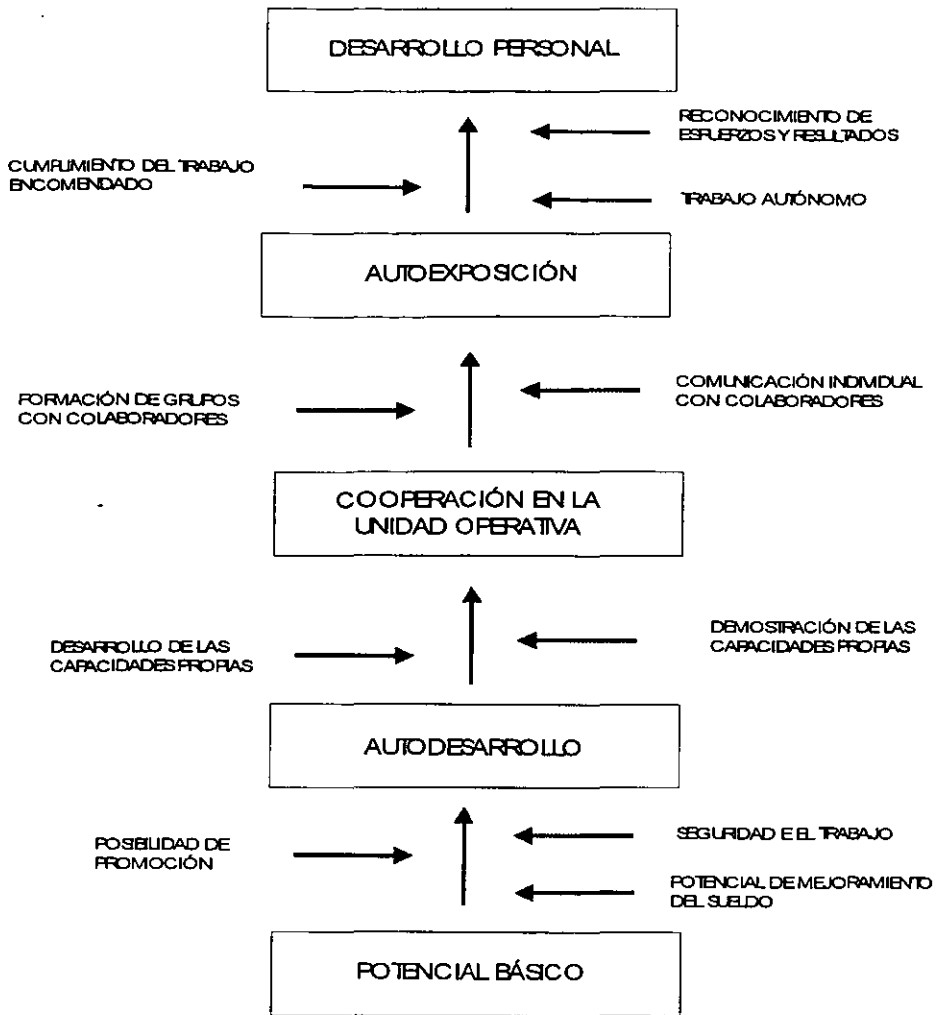 DESARROLLO PERSONAL
RECONOCIMIENTO DE
ESFUERZOS Y RESULTADOS
CUMPLIMIENTO DEL TRABAJO
ENCOMENDADO
TRABAJO AUTÓNOMO
AUTOEXPOSICIÓN
FORMACIÓN DE GRUPOS
CON COLABORADORES
COMUNICACIÓN INDIVIDUAL
CON COLABORADORES
COOPERACIÓN EN LA
UNIDAD OPERATIVA
DESARROLLO DE LAS
CAPACIDADES PROPIAS
DEMOSTRACIÓN DE LAS
CAPACIDADES PROPIAS
AUTODESARROLLO
POSIBILIDAD DE
PROMOCIÓN
SEGURIDAD E EL TRABAJO
POTENCIAL DE MEJORAMIENTO
DEL SUELDO
POTENCIAL BÁSICO